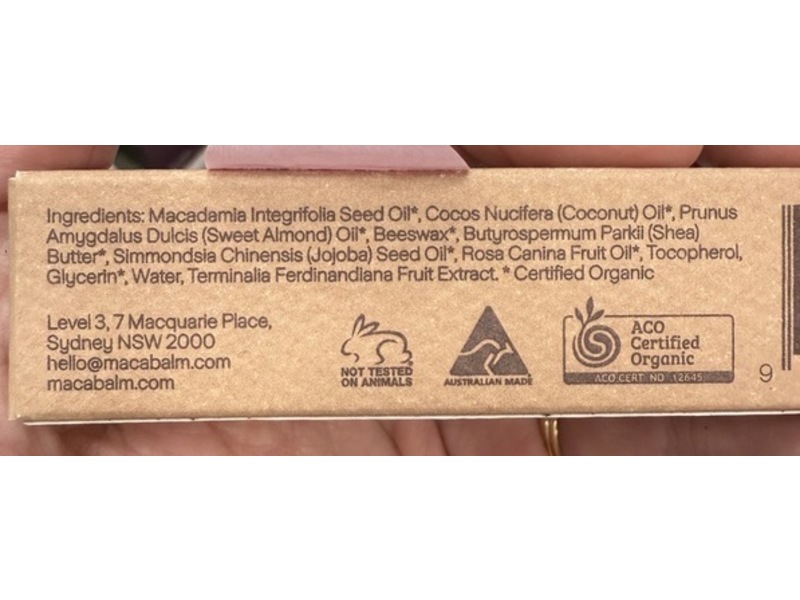 Ingredients: Macadamia Integrifolia Seed Oil*, Cocos Nucifera (Coconut) Oil*, Prunus
Amygdalus Dulcis (Sweet Almond) Oil*, Beeswax*, Butyrospermum Parkii (Shea)
Butter*, Simmondsia Chinensis (Jojoba) Seed Oil*, Rosa Canina Fruit Oil*, Tocopherol,
Glycerin*, Water, Terminalia Ferdinandiana Fruit Extract. * Certified Organic
Level 3, 7 Macquarie Place,
Sydney NSW 2000
hello@macabalm.com
macabalm.com
NOT TESTED
ON ANIMALS
AUSTRALIAN MADE
ACO
Certified
Organic
ACO CERT NO 12645
9